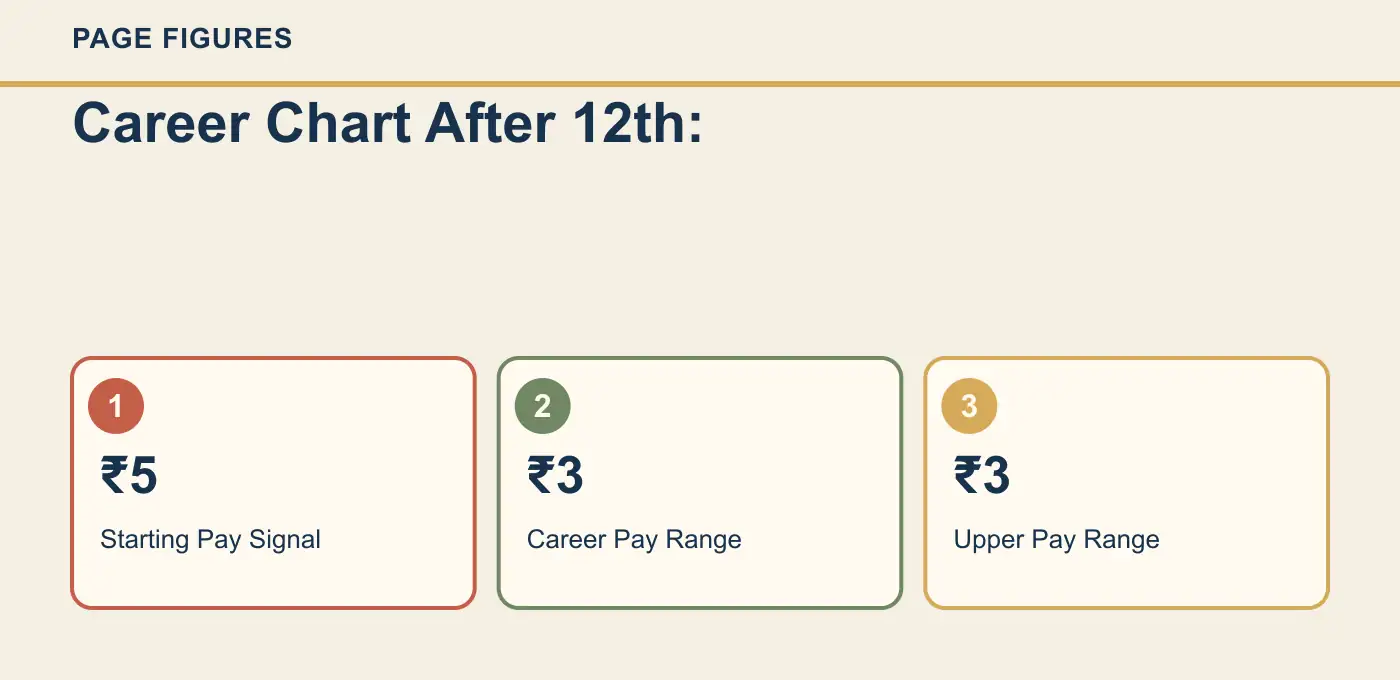 PAGE FIGURES
Career Chart After 12th:
1
₹5
Starting Pay Signal
2
₹3
Career Pay Range
3
₹3
Upper Pay Range